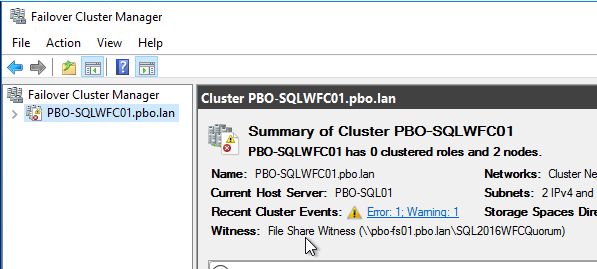 Failover Cluster Manager
File Action View Help
Failover Cluster Manager
PBO-SQLWFC01.pbo.lan
Cluster PBO-SQLWFC01.pbo.lan
Summary of Cluster PBO-SQLWFC01
PBO-SQLWFC01 has 0 clustered roles and 2 nodes.
Name: PBO-SQLWFC01.pbo.lan Networks: Cluster Ne
Current Host Server: PBO-SQL01 Subnets: 2 IPv4 and
Recent Cluster Events: Error: 1; Warning: 1 Storage Spaces Dire
Witness: File Share Witness (\\pbo-fs01.pbo.lan\SQL2016WFCQuorum)